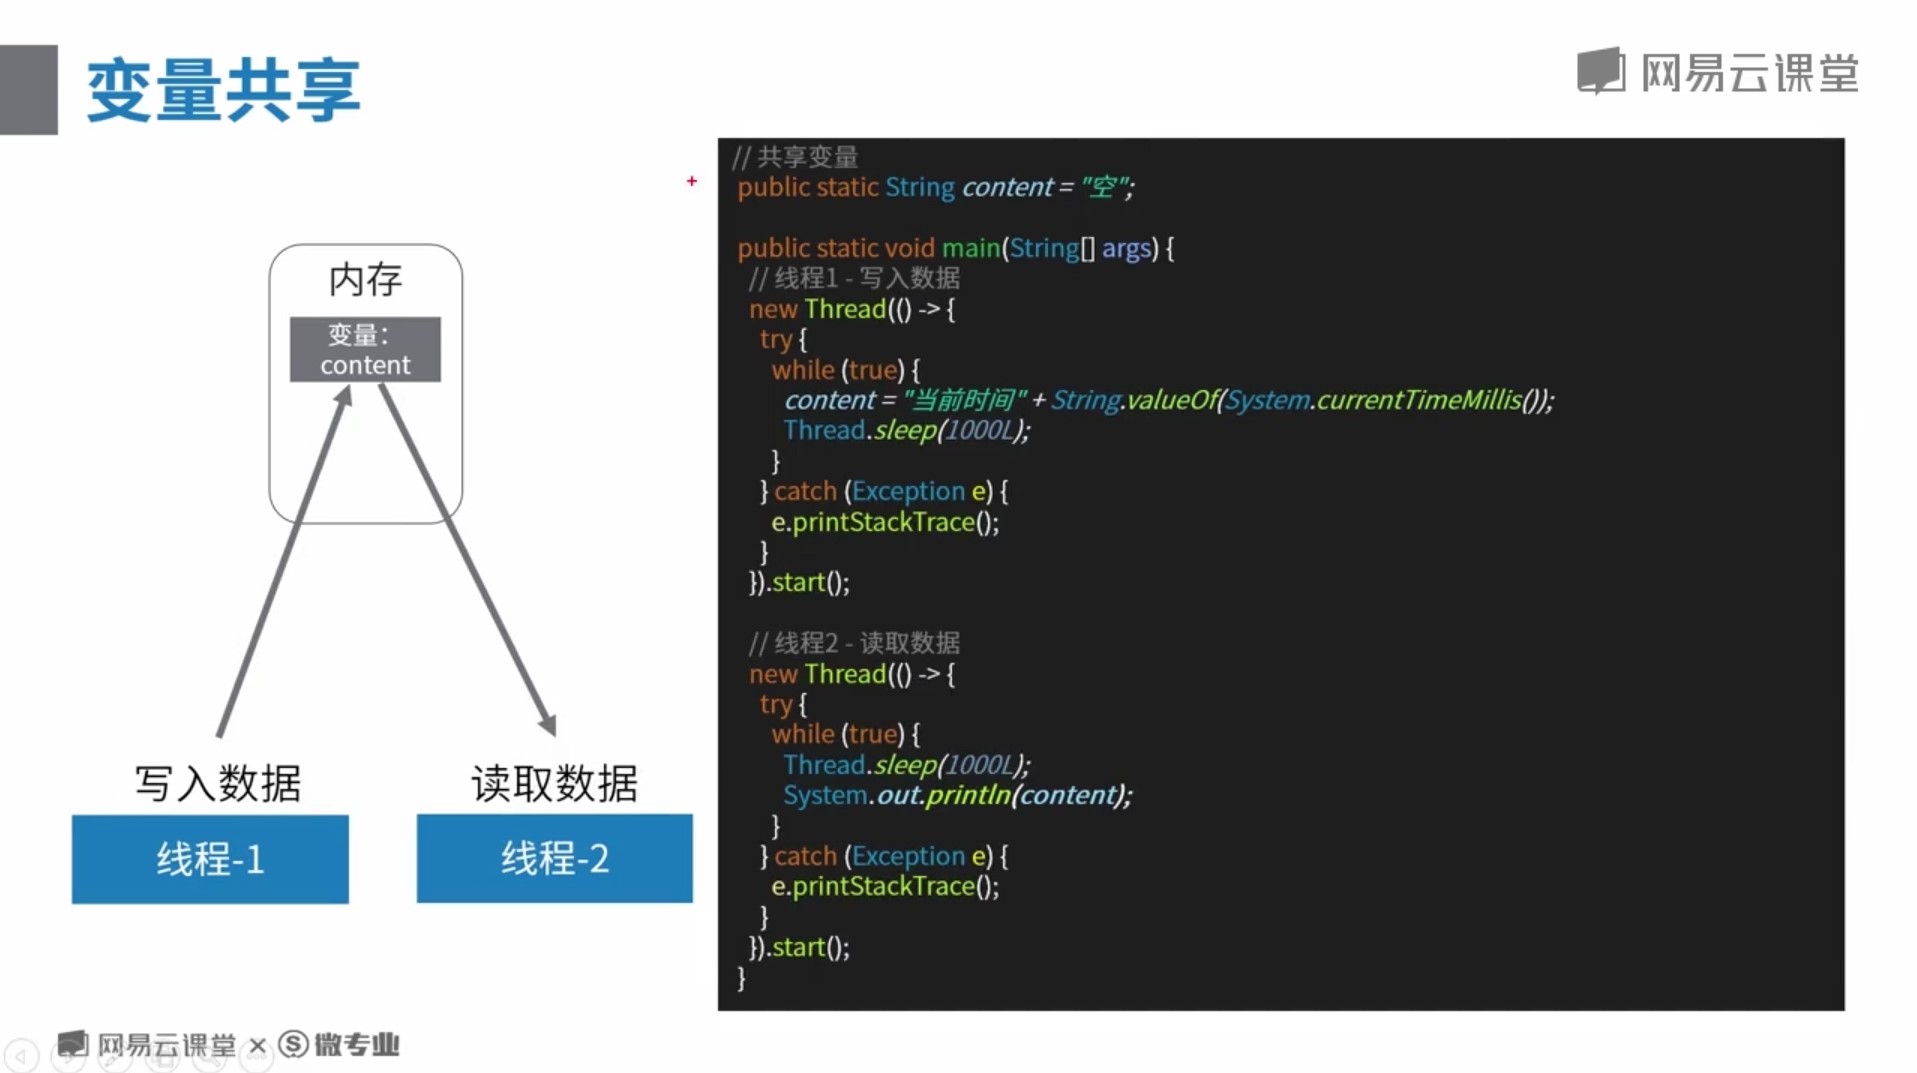 变量共享
网易云课堂
内存
变量：
content
写入数据
读取数据
线程-1
线程-2
// 共享变量
public static String content = "空";
public static void main(String[] args) {
// 线程1 - 写入数据
new Thread(() -> {
try {
while (true) {
content = "当前时间" + String.valueOf(System.currentTimeMillis());
Thread.sleep(1000L);
}
} catch (Exception e) {
e.printStackTrace();
}
}).start();
// 线程2 - 读取数据
new Thread(() -> {
try {
while (true) {
Thread.sleep(1000L);
System.out.println(content);
}
} catch (Exception e) {
e.printStackTrace();
}
}).start();
}
网易云课堂 × S 微专业